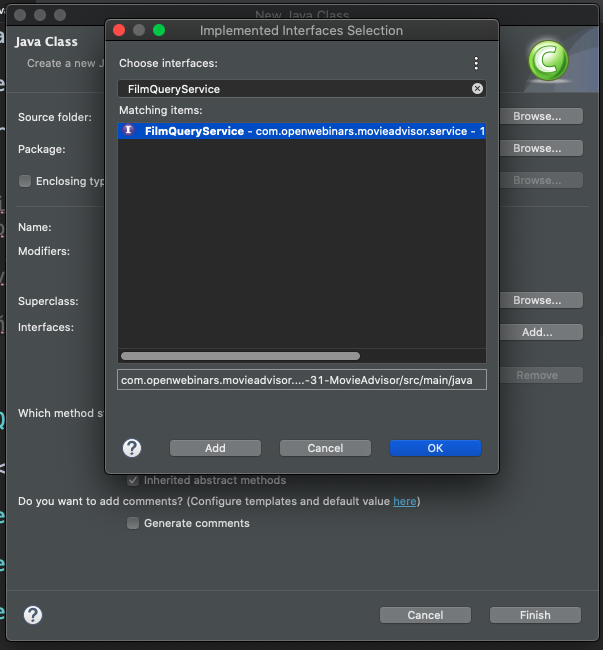 New Java Class
Implemented Interfaces Selection
Java Class
Create a new J
Choose interfaces:
FilmQueryService
Matching items:
I FilmQueryService - com.openwebinars.movieadvisor.service - 1
Source folder:
Browse...
Package:
Browse...
Enclosing typ
Browse...
Name:
Modifiers:
Superclass:
Browse...
Interfaces:
Add...
Remove
com.openwebinars.movieadvisor....-31-MovieAdvisor/src/main/java
Which method s
? Add Cancel OK
Inherited abstract methods
Do you want to add comments? (Configure templates and default value here)
Generate comments
? Cancel Finish